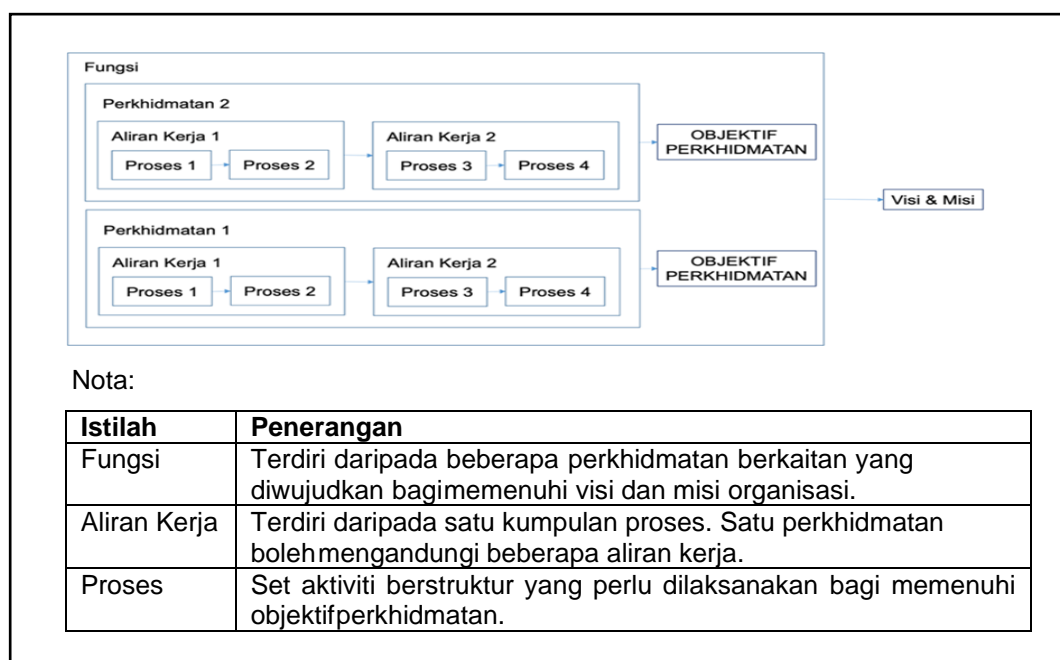 Fungsi
Perkhidmatan 2
Aliran Kerja 1
Proses 1
Proses 2
Aliran Kerja 2
Proses 3
Proses 4
OBJEKTIF
PERKHIDMATAN
Perkhidmatan 1
Aliran Kerja 1
Proses 1
Proses 2
Aliran Kerja 2
Proses 3
Proses 4
OBJEKTIF
PERKHIDMATAN
Visi & Misi
Nota:
Istilah Penerangan
Fungsi Terdiri daripada beberapa perkhidmatan berkaitan yang
diwujudkan bagimemenuhi visi dan misi organisasi.
Aliran Kerja Terdiri daripada satu kumpulan proses. Satu perkhidmatan
bolehmengandungi beberapa aliran kerja.
Proses Set aktiviti berstruktur yang perlu dilaksanakan bagi memenuhi
objektifperkhidmatan.